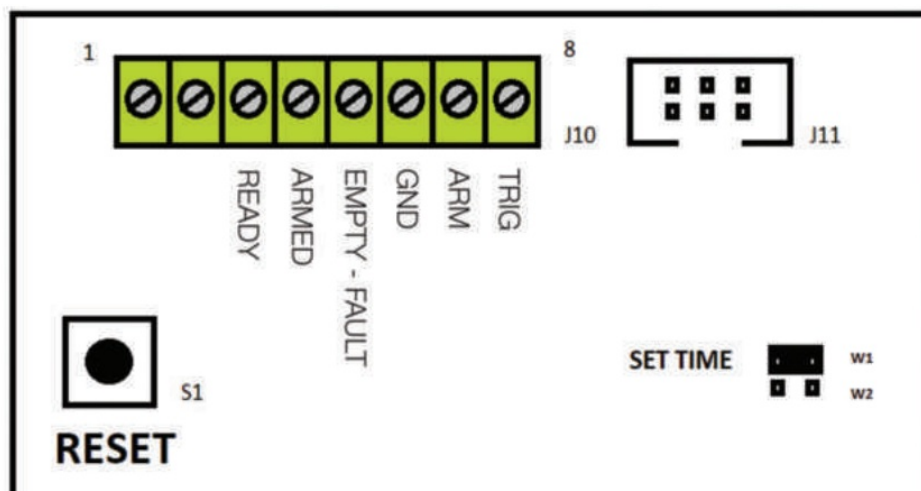 1
8
J10
J11
READY
ARMED
EMPTY - FAULT
GND
ARM
TRIG
SET TIME
W1
W2
S1
RESET